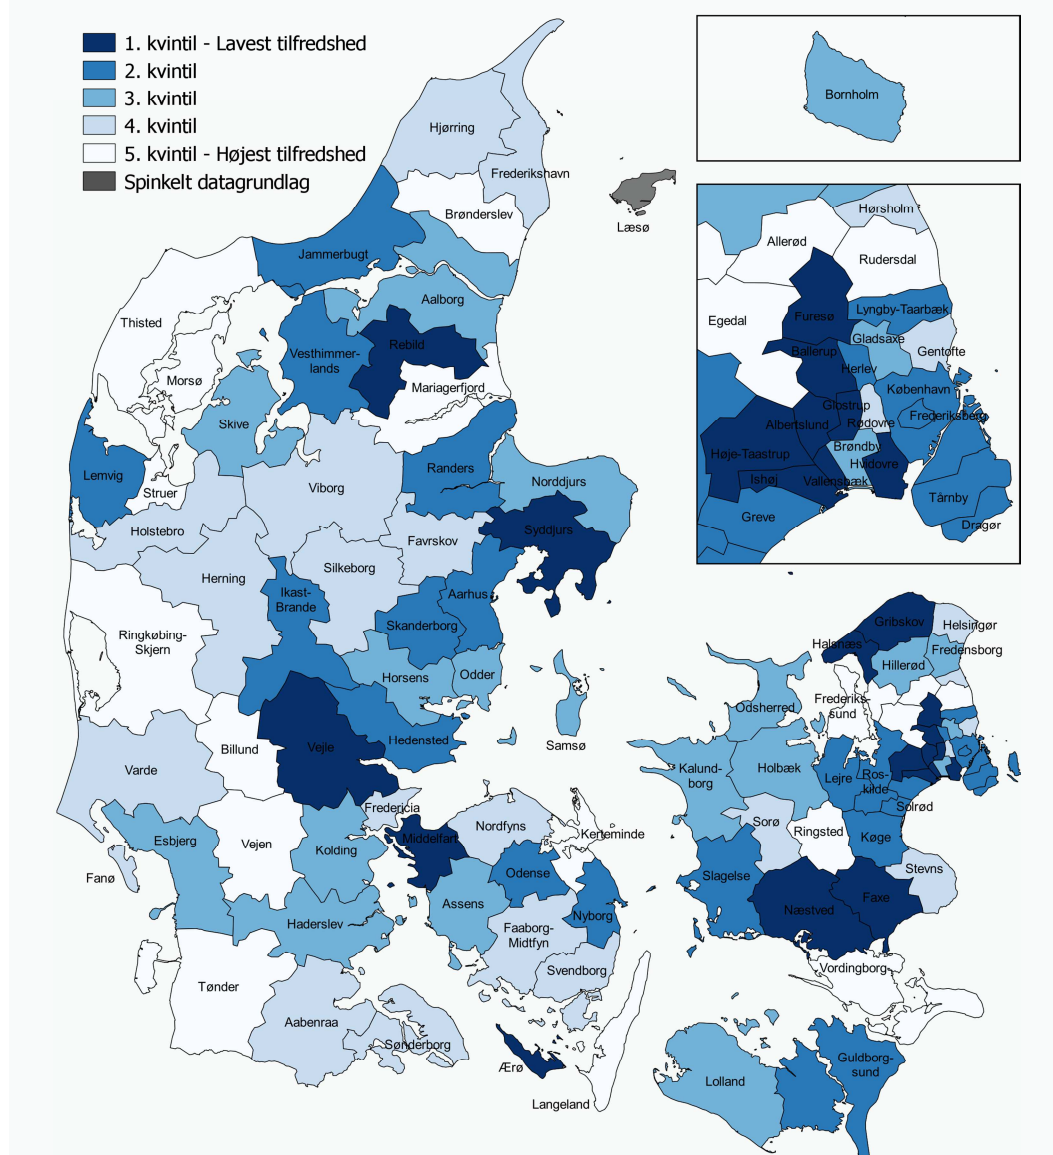 1. kvintil - Lavest tilfredshed
2. kvintil
3. kvintil
4. kvintil
5. kvintil - Højest tilfredshed
Spinkelt datagrundlag
Bornholm
Hjørring
Frederikshavn
Brønderslev
Læsø
Jammerbugt
Aalborg
Thisted
Vesthimmer-
lands
Rebild
Morsø
Mariagerfjord
Skive
Lemvig
Struer
Viborg
Randers
Norddjurs
Holstebro
Favrskov
Syddjurs
Herning
Silkeborg
Ikast-
Brande
Aarhus
Skanderborg
Ringkøbing-
Skjern
Horsens
Odder
Samsø
Billund
Vejle
Hedensted
Varde
Fredericia
Esbjerg
Vejen
Kolding
Middelfart
Nordfyns
Kerteminde
Fanø
Odense
Assens
Nyborg
Haderslev
Faaborg-
Midtfyn
Svendborg
Tønder
Aabenraa
Sønderborg
Ærø
Langeland
Hørsholm
Allerød
Rudersdal
Egedal
Furesø
Lyngby-Taarbæk
Gladsaxe
Gentofte
Ballerup
Herlev
København
Glostrup
Rødovre
Frederiksberg
Albertslund
Brøndby
Høje-Taastrup
Hvidovre
Ishøj
Vallensbæk
Greve
Tårnby
Dragør
Gribskov
Helsingør
Halsnæs
Fredensborg
Hillerød
Frederiks-
sund
Odsherred
Kalund-
borg
Holbæk
Lejre
Ros-
kilde
Solrød
Sorø
Ringsted
Køge
Stevns
Slagelse
Næstved
Faxe
Vordingborg
Guldborg-
sund
Lolland